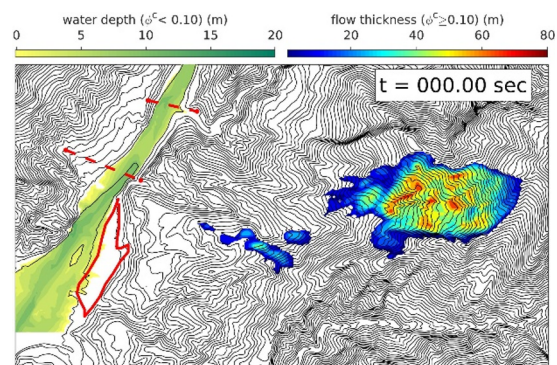 water depth (ϕᶜ< 0.10) (m)
flow thickness (ϕᶜ≥0.10) (m)
0 5 10 15 20
0 20 40 60 80
t = 000.00 sec